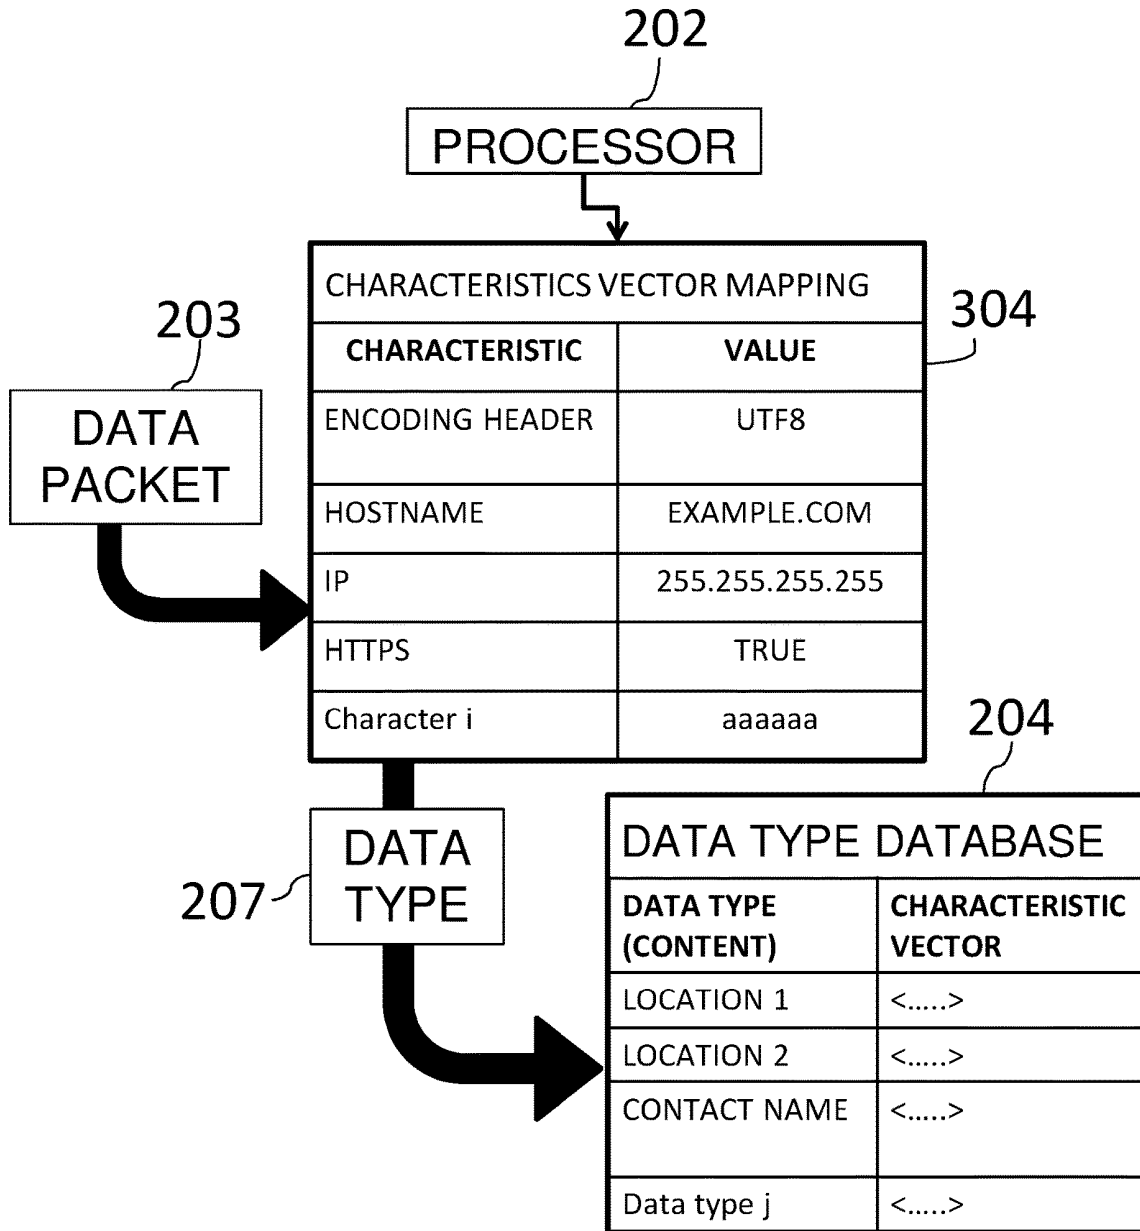 202
PROCESSOR
CHARACTERISTICS VECTOR MAPPING
304
203
CHARACTERISTIC VALUE
DATA
PACKET
ENCODING HEADER UTF8
HOSTNAME EXAMPLE.COM
IP 255.255.255.255
HTTPS TRUE
Character i aaaaaa
204
DATA
TYPE
207
DATA TYPE DATABASE
DATA TYPE
(CONTENT)
CHARACTERISTIC
VECTOR
LOCATION 1 <.....>
LOCATION 2 <.....>
CONTACT NAME <.....>
Data type j <.....>